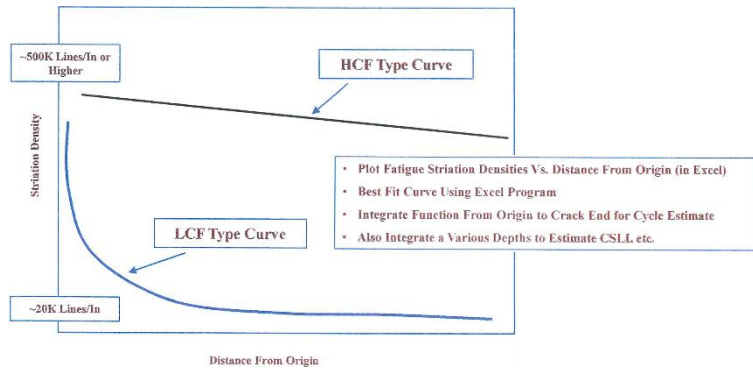 ~500K Lines/In or
Higher
HCF Type Curve
Striation Density
• Plot Fatigue Striation Densities Vs. Distance From Origin (in Excel)
• Best Fit Curve Using Excel Program
• Integrate Function From Origin to Crack End for Cycle Estimate
• Also Integrate a Various Depths to Estimate CSLL etc.
LCF Type Curve
~20K Lines/In
Distance From Origin